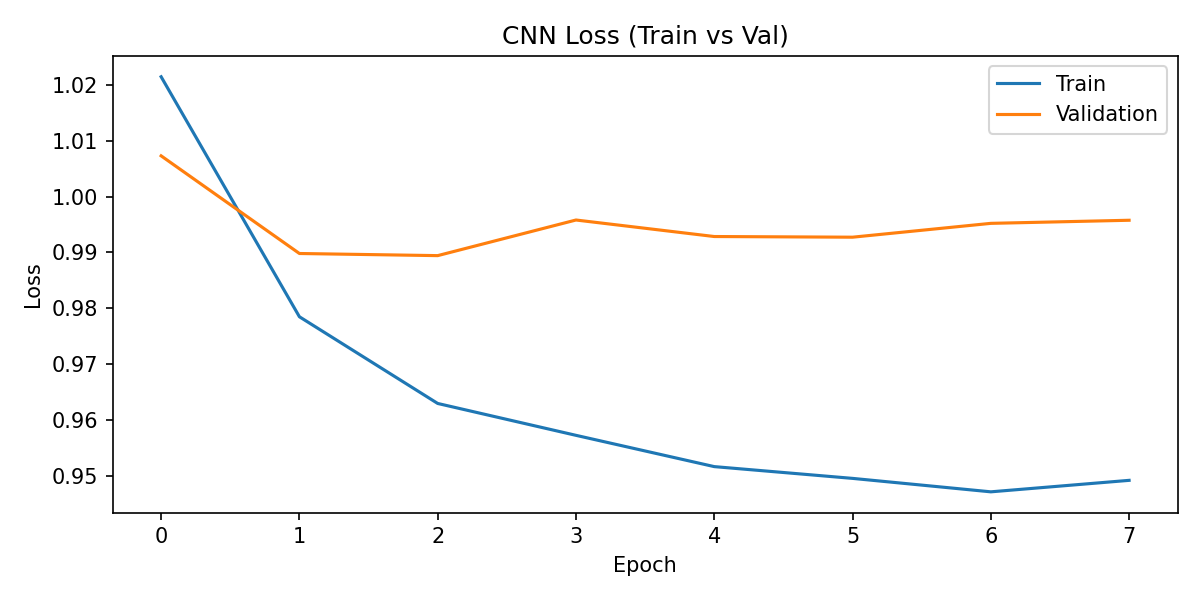 CNN Loss (Train vs Val)
Train
Validation
1.02
1.01
1.00
0.99
0.98
0.97
0.96
0.95
Loss
0 1 2 3 4 5 6 7
Epoch